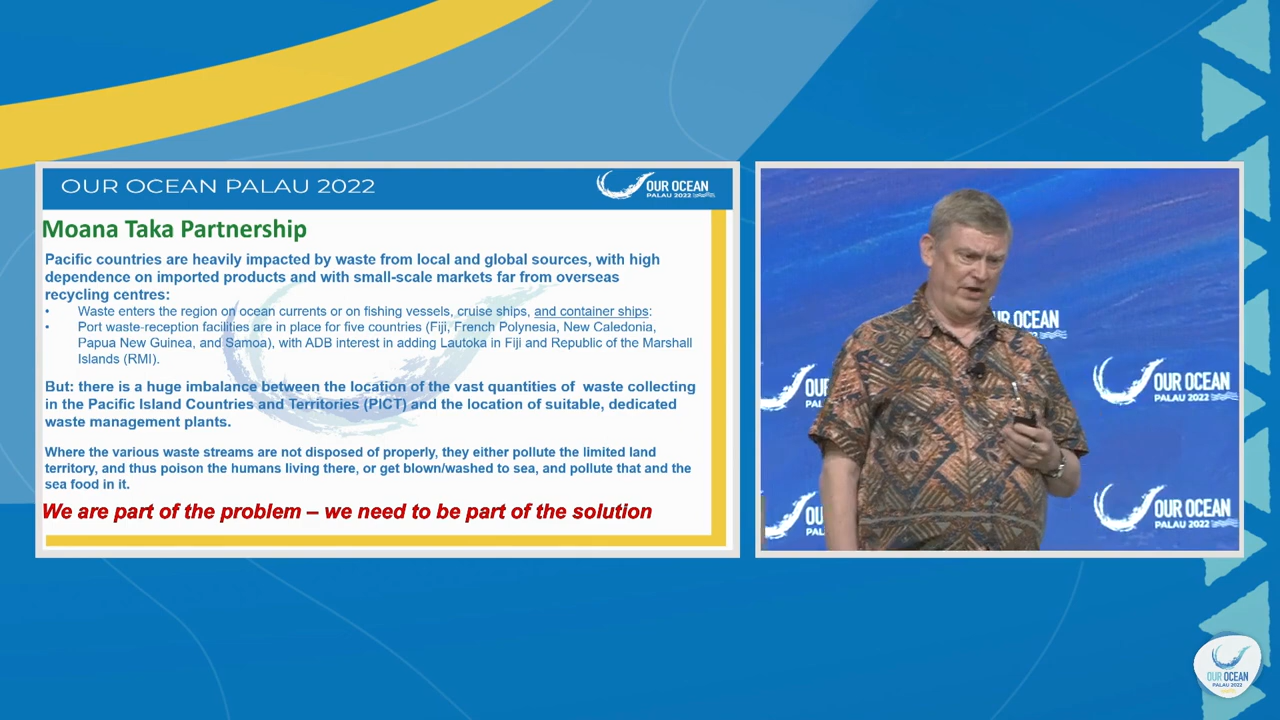 OUR OCEAN PALAU 2022
OUR OCEAN
PALAU 2022
Moana Taka Partnership
Pacific countries are heavily impacted by waste from local and global sources, with high
dependence on imported products and with small-scale markets far from overseas
recycling centres:
• Waste enters the region on ocean currents or on fishing vessels, cruise ships, and container ships:
• Port waste-reception facilities are in place for five countries (Fiji, French Polynesia, New Caledonia,
Papua New Guinea, and Samoa), with ADB interest in adding Lautoka in Fiji and Republic of the Marshall
Islands (RMI).
But: there is a huge imbalance between the location of the vast quantities of waste collecting
in the Pacific Island Countries and Territories (PICT) and the location of suitable, dedicated
waste management plants.
Where the various waste streams are not disposed of properly, they either pollute the limited land
territory, and thus poison the humans living there, or get blown/washed to sea, and pollute that and the
sea food in it.
We are part of the problem – we need to be part of the solution
OUR OCEAN
OUR
PALAU
OUR OCEAN
PALAU 2022
OUR
PALAU
OUR OCEAN
PALAU 2022
OUR OCEAN
PALAU 2022